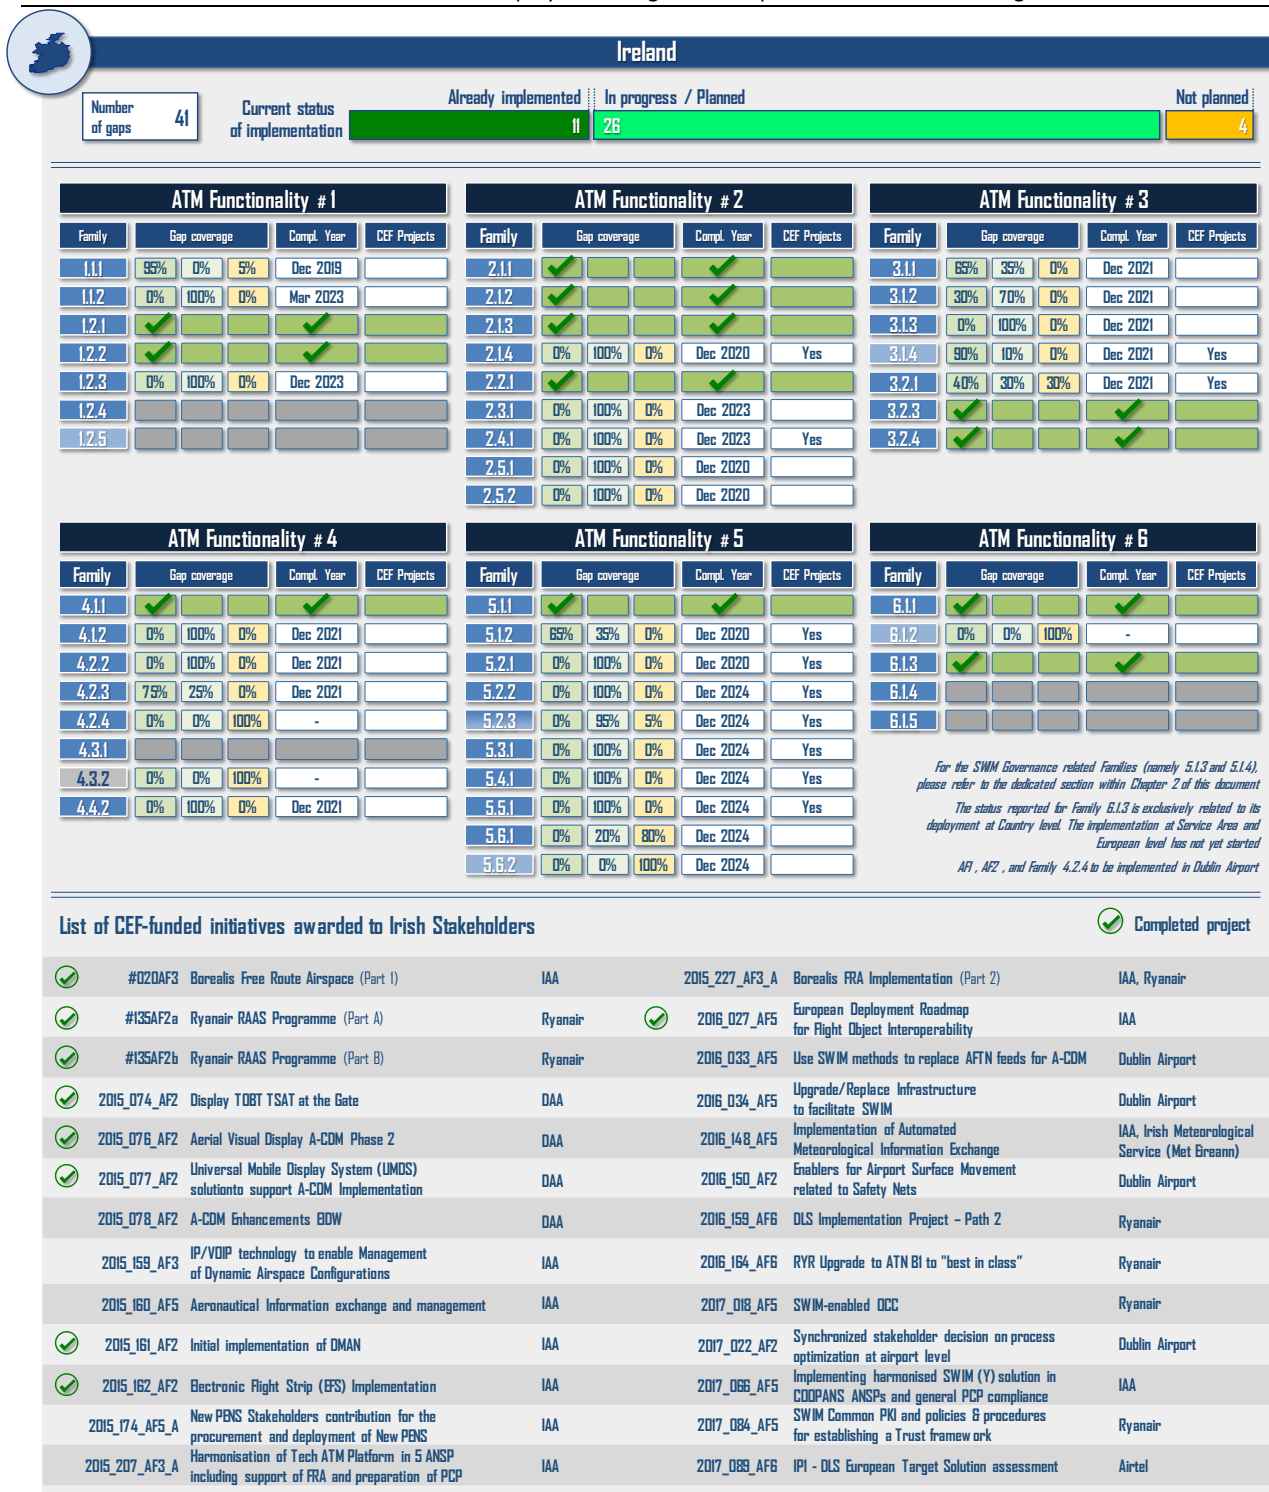 Ireland
Number of gaps 41
Current status of implementation
Already implemented In progress / Planned Not planned
11 26 4
ATM Functionality # 1
Family Gap coverage Compl. Year CEF Projects
1.1.1 95% 0% 5% Dec 2019
1.1.2 0% 100% 0% Mar 2023
1.2.1
1.2.2
1.2.3 0% 100% 0% Dec 2023
1.2.4
1.2.5
ATM Functionality # 2
Family Gap coverage Compl. Year CEF Projects
2.1.1
2.1.2
2.1.3
2.1.4 0% 100% 0% Dec 2020 Yes
2.2.1
2.3.1 0% 100% 0% Dec 2023
2.4.1 0% 100% 0% Dec 2023 Yes
2.5.1 0% 100% 0% Dec 2020
2.5.2 0% 100% 0% Dec 2020
ATM Functionality # 3
Family Gap coverage Compl. Year CEF Projects
3.1.1 65% 35% 0% Dec 2021
3.1.2 30% 70% 0% Dec 2021
3.1.3 0% 100% 0% Dec 2021
3.1.4 90% 10% 0% Dec 2021 Yes
3.2.1 40% 30% 30% Dec 2021 Yes
3.2.3
3.2.4
ATM Functionality # 4
Family Gap coverage Compl. Year CEF Projects
4.1.1
4.1.2 0% 100% 0% Dec 2021
4.2.2 0% 100% 0% Dec 2021
4.2.3 75% 25% 0% Dec 2021
4.2.4 0% 0% 100% -
4.3.1
4.3.2 0% 0% 100% -
4.4.2 0% 100% 0% Dec 2021
ATM Functionality # 5
Family Gap coverage Compl. Year CEF Projects
5.1.1
5.1.2 65% 35% 0% Dec 2020 Yes
5.2.1 0% 100% 0% Dec 2020 Yes
5.2.2 0% 100% 0% Dec 2024 Yes
5.2.3 0% 95% 5% Dec 2024 Yes
5.3.1 0% 100% 0% Dec 2024 Yes
5.4.1 0% 100% 0% Dec 2024 Yes
5.5.1 0% 100% 0% Dec 2024 Yes
5.6.1 0% 20% 80% Dec 2024
5.6.2 0% 0% 100% Dec 2024
ATM Functionality # 6
Family Gap coverage Compl. Year CEF Projects
6.1.1
6.1.2 0% 0% 100% -
6.1.3
6.1.4
6.1.5
For the SWIM Governance related Families (namely 5.1.3 and 5.1.4),
please refer to the dedicated section within Chapter 2 of this document
The status reported for Family 6.1.3 is exclusively related to its
deployment at Country level. The implementation at Service Area and
European level has not yet started
AF1 , AF2 , and Family 4.2.4 to be implemented in Dublin Airport
List of CEF-funded initiatives awarded to Irish Stakeholders
Completed project
#020AF3 Borealis Free Route Airspace (Part 1) IAA
#135AF2a Ryanair RAAS Programme (Part A) Ryanair
#135AF2b Ryanair RAAS Programme (Part B) Ryanair
2015_074_AF2 Display TOBT TSAT at the Gate DAA
2015_076_AF2 Aerial Visual Display A-CDM Phase 2 DAA
2015_077_AF2 Universal Mobile Display System (UMDS)
solutionto support A-CDM Implementation DAA
2015_078_AF2 A-CDM Enhancements EIDW DAA
2015_159_AF3 IP/VOIP technology to enable Management
of Dynamic Airspace Configurations IAA
2015_160_AF5 Aeronautical Information exchange and management IAA
2015_161_AF2 Initial implementation of DMAN IAA
2015_162_AF2 Electronic Flight Strip (EFS) Implementation IAA
2015_174_AF5_A New PENS Stakeholders contribution for the
procurement and deployment of New PENS IAA
2015_207_AF3_A Harmonisation of Tech ATM Platform in 5 ANSP
including support of FRA and preparation of PCP IAA
2015_227_AF3_A Borealis FRA Implementation (Part 2) IAA, Ryanair
2016_027_AF5 European Deployment Roadmap
for Flight Object Interoperability IAA
2016_033_AF5 Use SWIM methods to replace AFTN feeds for A-CDM Dublin Airport
2016_034_AF5 Upgrade/Replace Infrastructure
to facilitate SWIM Dublin Airport
2016_148_AF5 Implementation of Automated
Meteorological Information Exchange IAA, Irish Meteorological
Service (Met Éireann)
2016_150_AF2 Enablers for Airport Surface Movement
related to Safety Nets Dublin Airport
2016_159_AF6 DLS Implementation Project – Path 2 Ryanair
2016_164_AF6 RYR Upgrade to ATN B1 to "best in class” Ryanair
2017_018_AF5 SWIM-enabled OCC Ryanair
2017_022_AF2 Synchronized stakeholder decision on process
optimization at airport level Dublin Airport
2017_066_AF5 Implementing harmonised SWIM (Y) solution in
COOPANS ANSPs and general PCP compliance IAA
2017_084_AF5 SWIM Common PKI and policies & procedures
for establishing a Trust framework Ryanair
2017_089_AF6 IP1 - DLS European Target Solution assessment Airtel